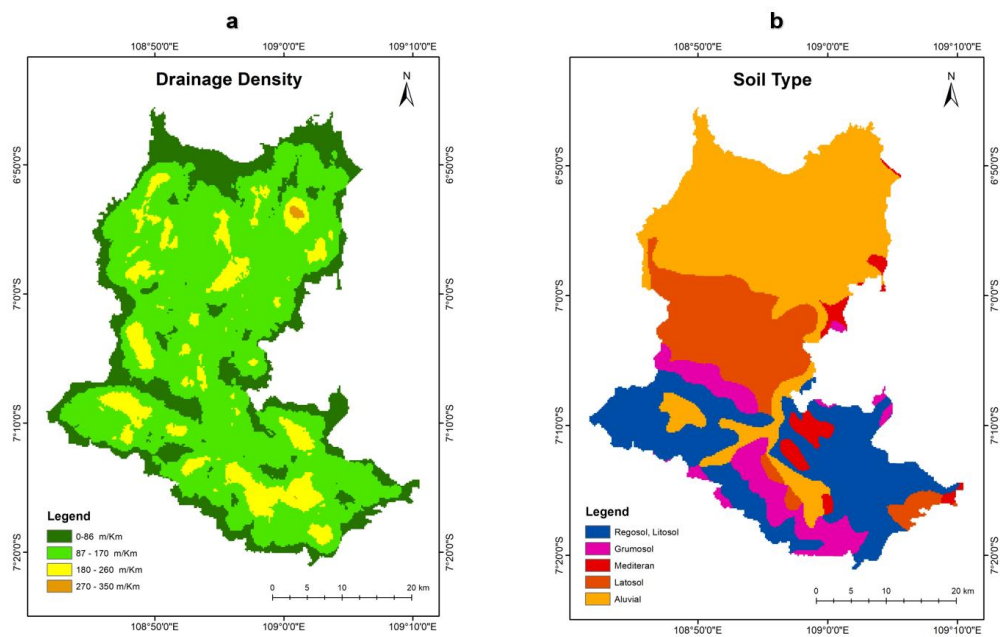 a
108°50'0"E 109°0'0"E 109°10'0"E
Drainage Density
N
6°50'0"S
7°0'0"S
7°10'0"S
7°20'0"S
6°50'0"S
7°0'0"S
7°10'0"S
7°20'0"S
Legend
0-86 m/Km
87 - 170 m/Km
180 - 260 m/Km
270 - 350 m/Km
0 5 10 20 km
108°50'0"E 109°0'0"E 109°10'0"E
b
108°50'0"E 109°0'0"E 109°10'0"E
Soil Type
N
6°50'0"S
7°0'0"S
7°10'0"S
7°20'0"S
6°50'0"S
7°0'0"S
7°10'0"S
7°20'0"S
Legend
Regosol, Litosol
Grumosol
Mediteran
Latosol
Aluvial
0 5 10 20 km
108°50'0"E 109°0'0"E 109°10'0"E